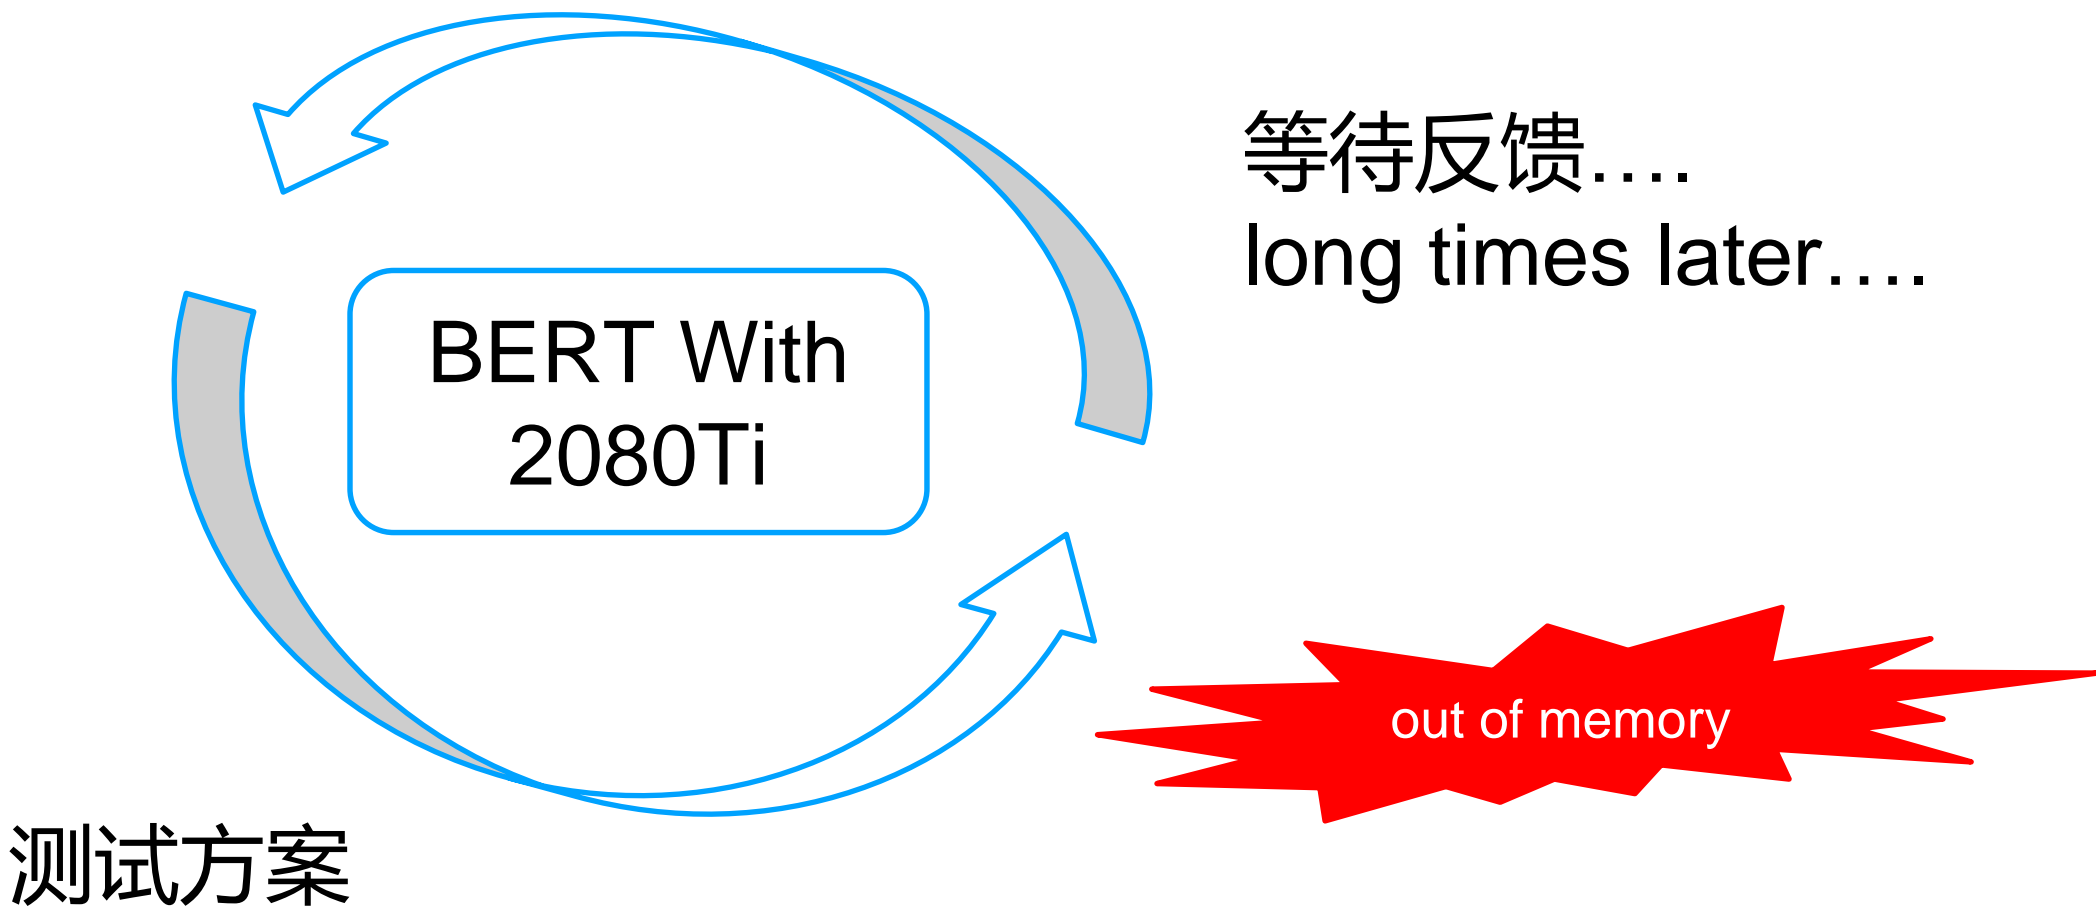 等待反馈….
long times later….
BERT With
2080Ti
out of memory
测试方案